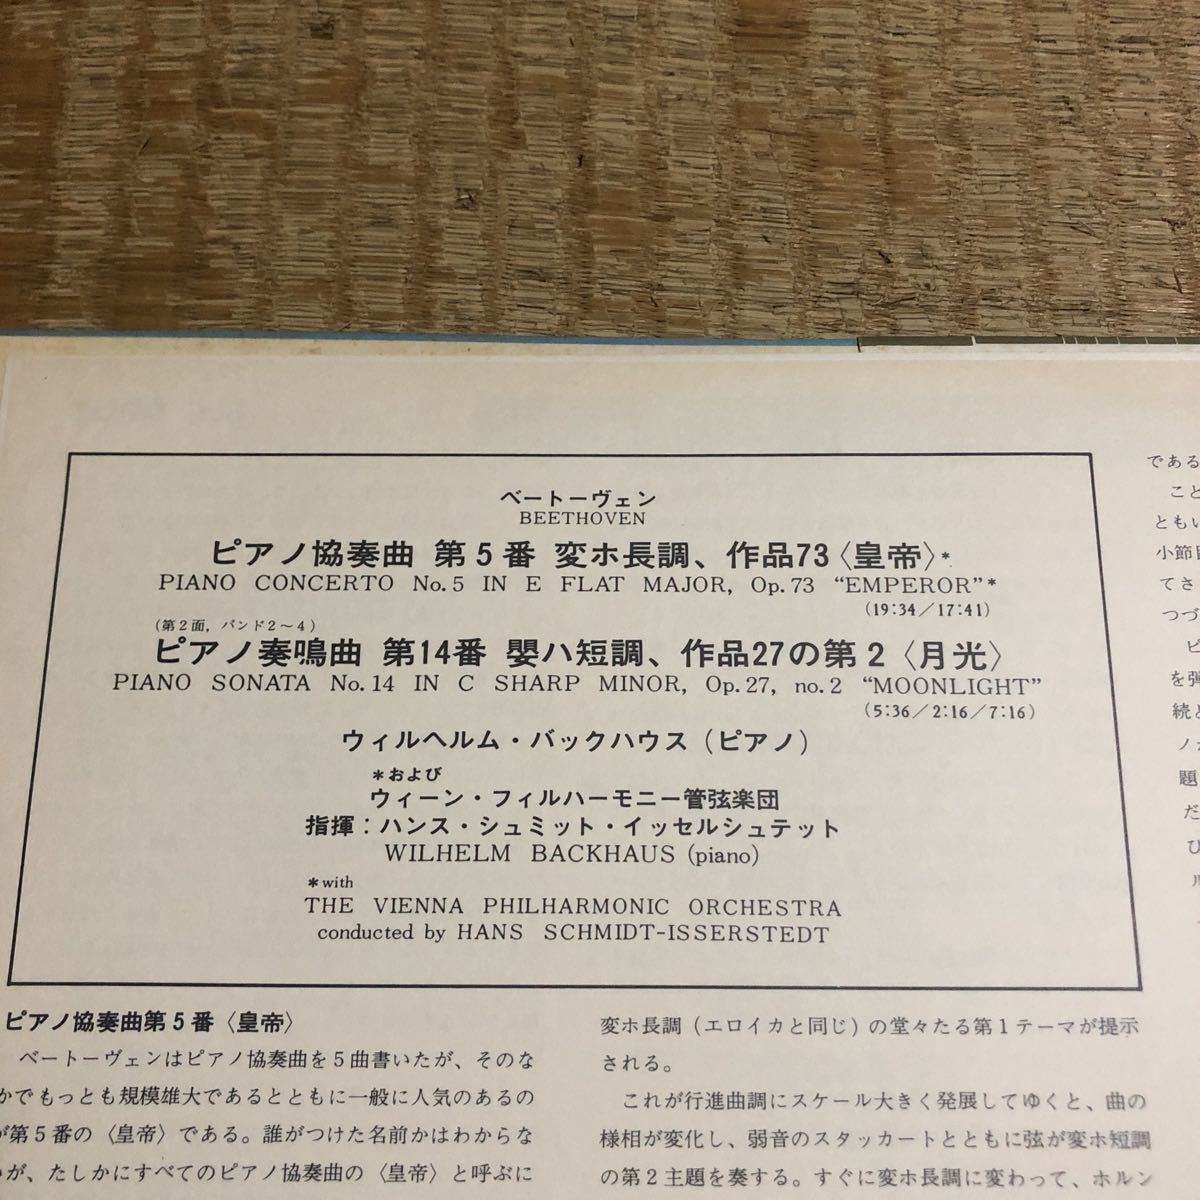 ベートーヴェン
BEETHOVEN
ピアノ協奏曲 第5番 変ホ長調、作品73〈皇帝〉*
PIANO CONCERTO No.5 IN E FLAT MAJOR, Op.73 “EMPEROR”*
(19:34/17:41)
(第2面, バンド2〜4)
ピアノ奏鳴曲 第14番 嬰ハ短調、作品27の第2〈月光〉
PIANO SONATA No.14 IN C SHARP MINOR, Op.27, no.2 “MOONLIGHT”
(5:36/2:16/7:16)
ウィルヘルム・バックハウス(ピアノ)
*および
ウィーン・フィルハーモニー管弦楽団
指揮:ハンス・シュミット・イッセルシュテット
WILHELM BACKHAUS (piano)
*with
THE VIENNA PHILHARMONIC ORCHESTRA
conducted by HANS SCHMIDT-ISSERSTEDT
ピアノ協奏曲第5番〈皇帝〉
ベートーヴェンはピアノ協奏曲を5曲書いたが、そのな
かでもっとも規模雄大であるとともに一般に人気のあるの
が第5番の〈皇帝〉である。誰がつけた名前かはわからな
いが、たしかにすべてのピアノ協奏曲の〈皇帝〉と呼ぶに
変ホ長調(エロイカと同じ)の堂々たる第1テーマが提示
される。
これが行進曲調にスケール大きく発展してゆくと、曲の
様相が変化し、弱音のスタッカートとともに弦が変ホ短調
の第2主題を奏する。すぐに変ホ長調に変わって、ホルン
である
こと
ともい
小節目
てさ
つづ
ピ
を弾
続と
ノが
題
だ
ひ
ル